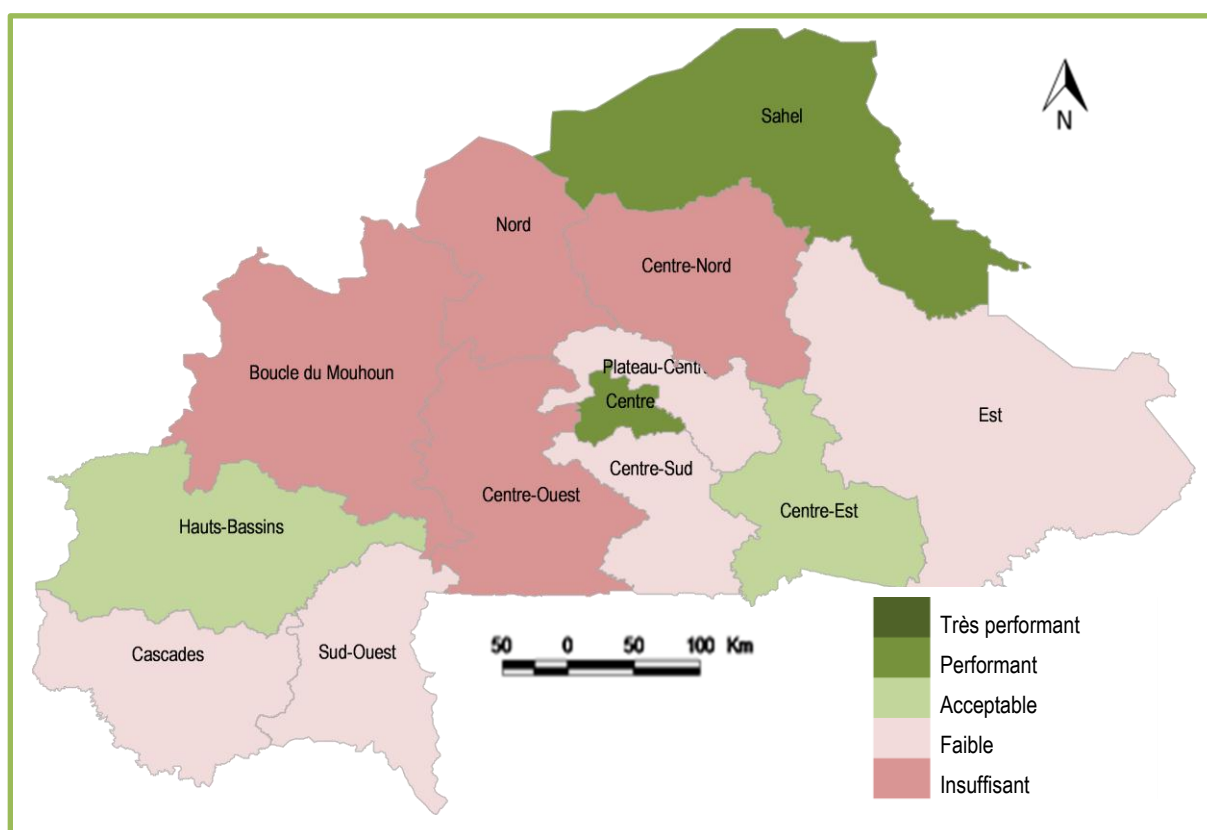 Sahel
N
Nord
Centre-Nord
Boucle du Mouhoun
Plateau-Centr
Centre
Est
Centre-Sud
Centre-Ouest
Centre-Est
Hauts-Bassins
Cascades
Sud-Ouest
50 0 50 100 Km
Très performant
Performant
Acceptable
Faible
Insuffisant